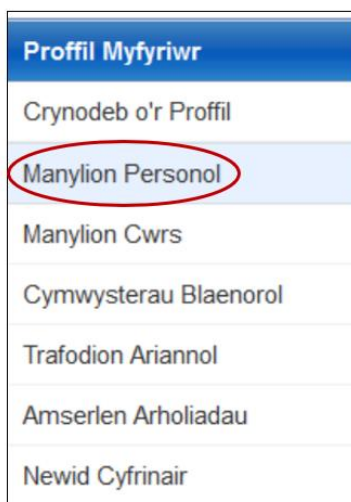 Proffil Myfyriwr
Crynodeb o'r Proffil
Manylion Personol
Manylion Cwrs
Cymwysterau Blaenorol
Trafodion Ariannol
Amserlen Arholiadau
Newid Cyfrinair